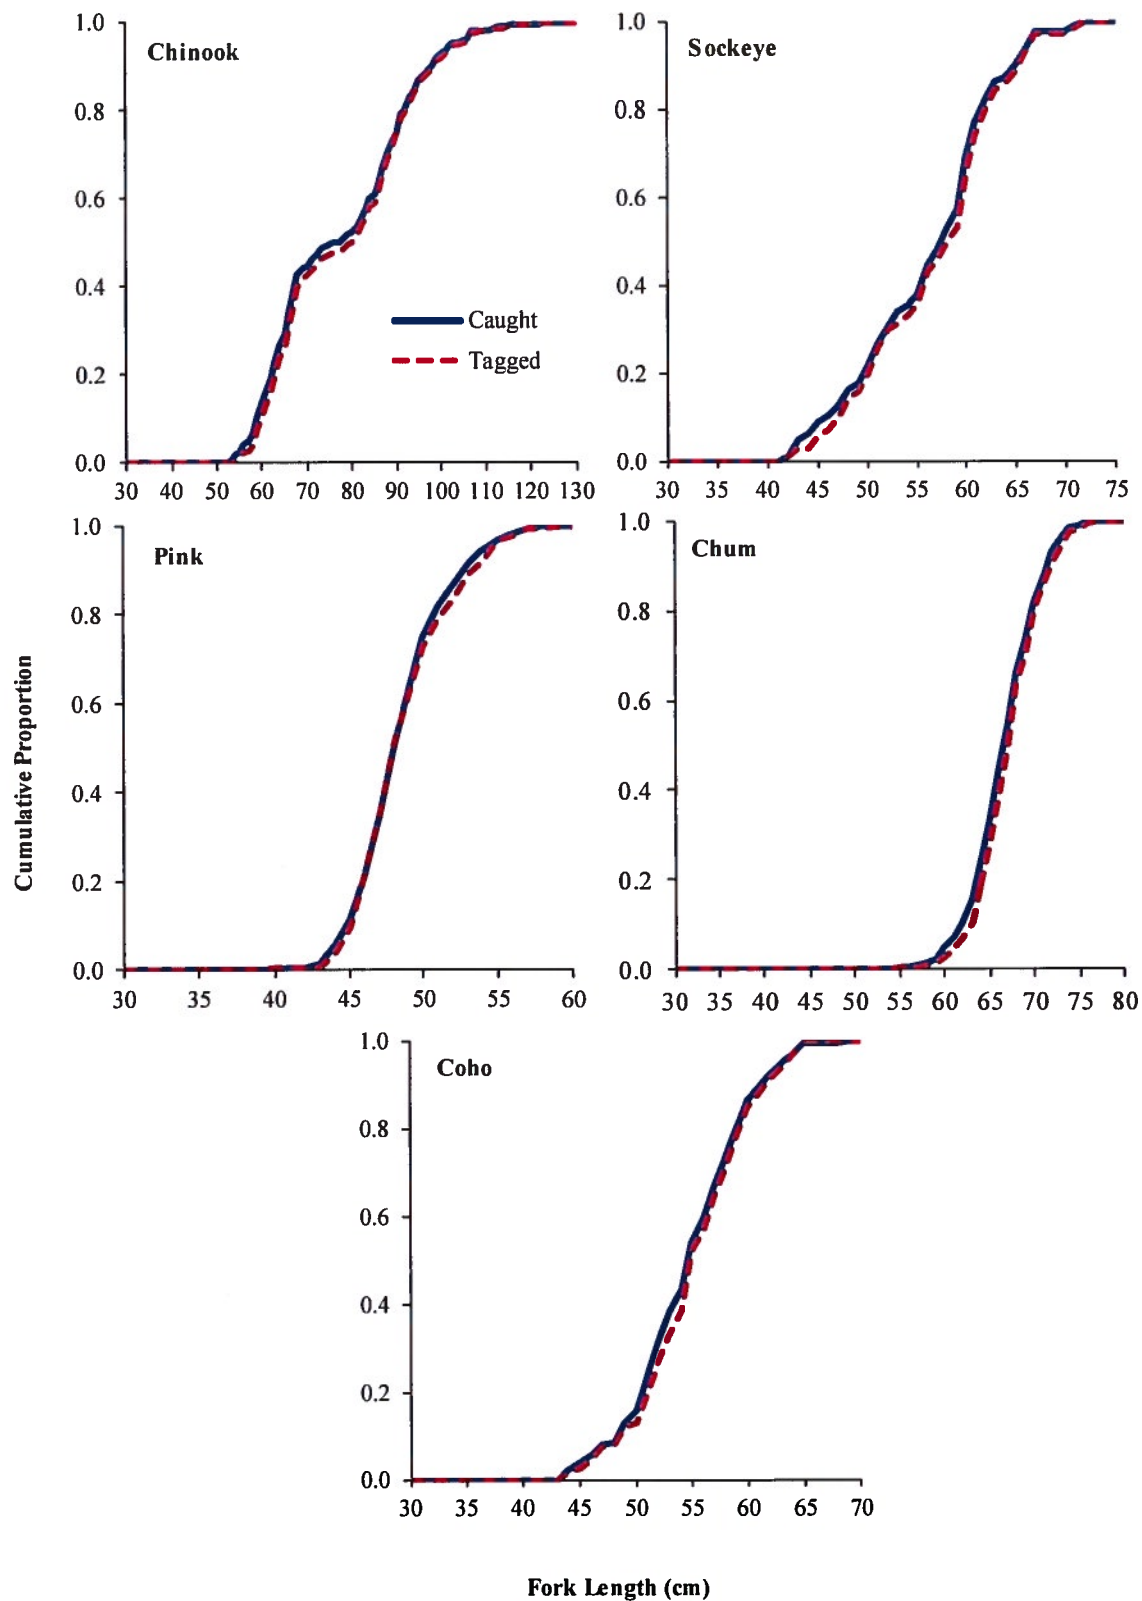 Chinook
1.0
0.8
0.6
0.4
0.2
0.0
30 40 50 60 70 80 90 100 110 120 130
Caught
Tagged
Sockeye
1.0
0.8
0.6
0.4
0.2
0.0
30 35 40 45 50 55 60 65 70 75
Cumulative Proportion
Pink
1.0
0.8
0.6
0.4
0.2
0.0
30 35 40 45 50 55 60
Chum
1.0
0.8
0.6
0.4
0.2
0.0
30 35 40 45 50 55 60 65 70 75 80
Coho
1.0
0.8
0.6
0.4
0.2
0.0
30 35 40 45 50 55 60 65 70
Fork Length (cm)